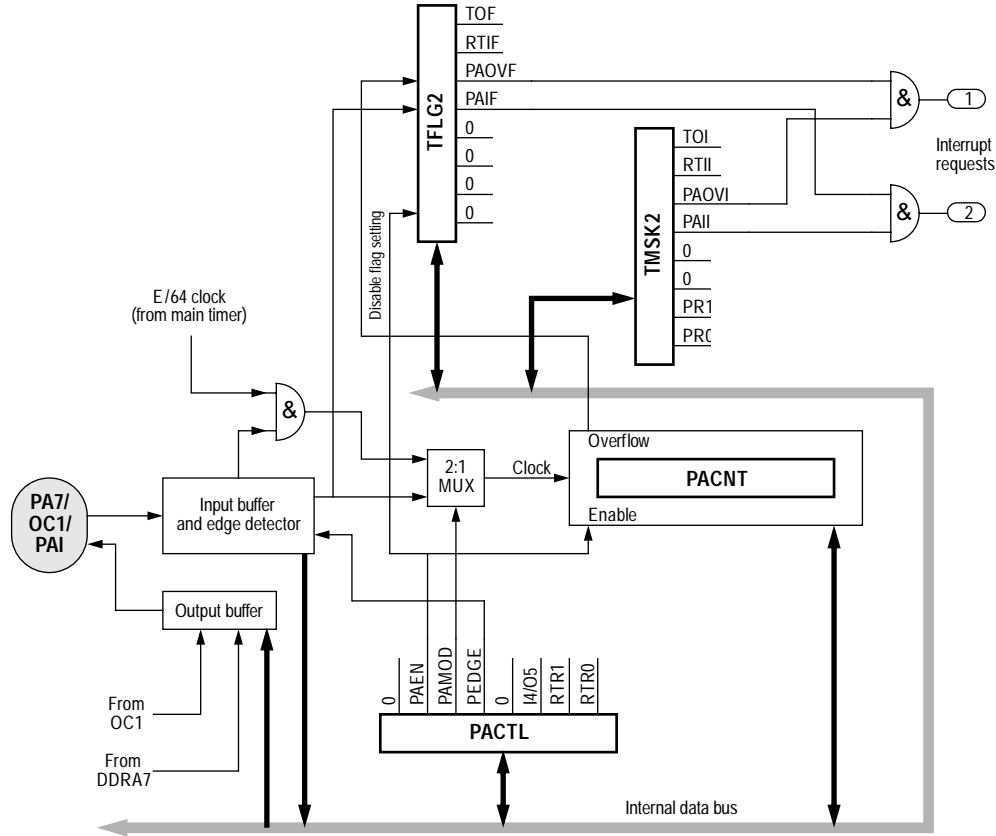 TOF
RTIF
PAOVF
PAIF
0
0
0
0
TFLG2
&
1
Interrupt
requests
&
2
TOI
RTII
PAOVI
PAII
0
0
PR1
PR0
TMSK2
Disable flag setting
E/64 clock
(from main timer)
&
2:1
MUX
Clock
Overflow
PACNT
Enable
PA7/
OC1/
PAI
Input buffer
and edge detector
Output buffer
From
OC1
From
DDRA7
0
PAEN
PAMOD
PEDGE
0
I4/O5
RTR1
RTR0
PACTL
Internal data bus